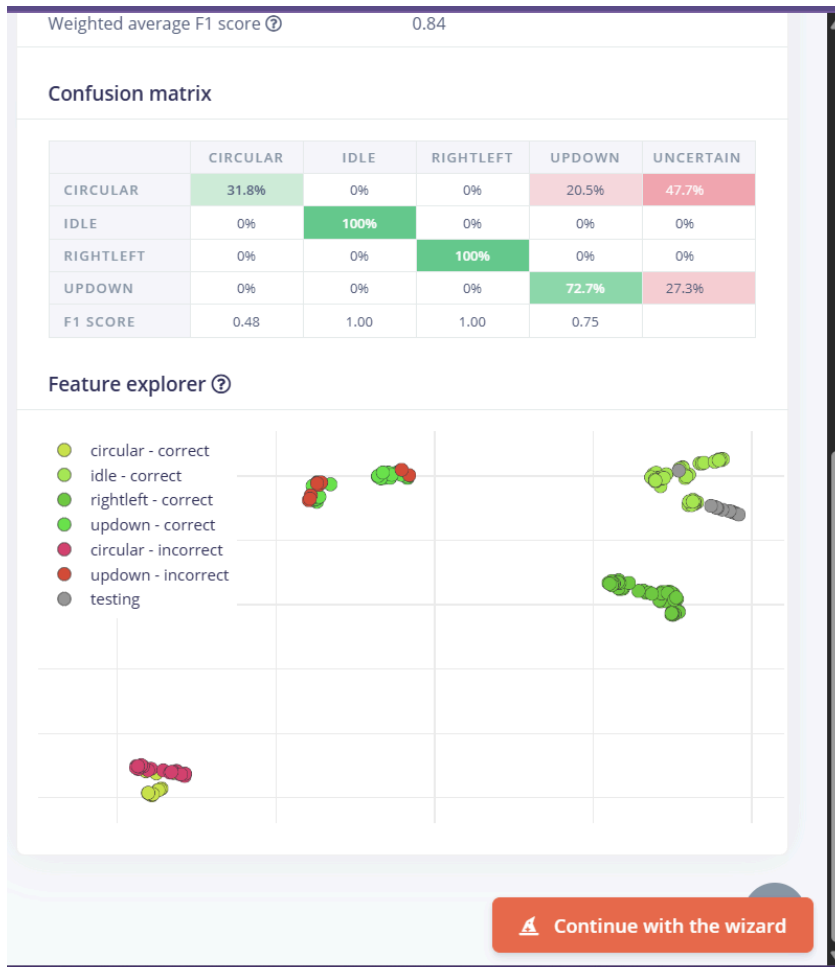 Weighted average F1 score ? 0.84
Confusion matrix
CIRCULAR IDLE RIGHTLEFT UPDOWN UNCERTAIN
CIRCULAR 31.8% 0% 0% 20.5% 47.7%
IDLE 0% 100% 0% 0% 0%
RIGHTLEFT 0% 0% 100% 0% 0%
UPDOWN 0% 0% 0% 72.7% 27.3%
F1 SCORE 0.48 1.00 1.00 0.75
Feature explorer ?
circular - correct
idle - correct
rightleft - correct
updown - correct
circular - incorrect
updown - incorrect
testing
Continue with the wizard